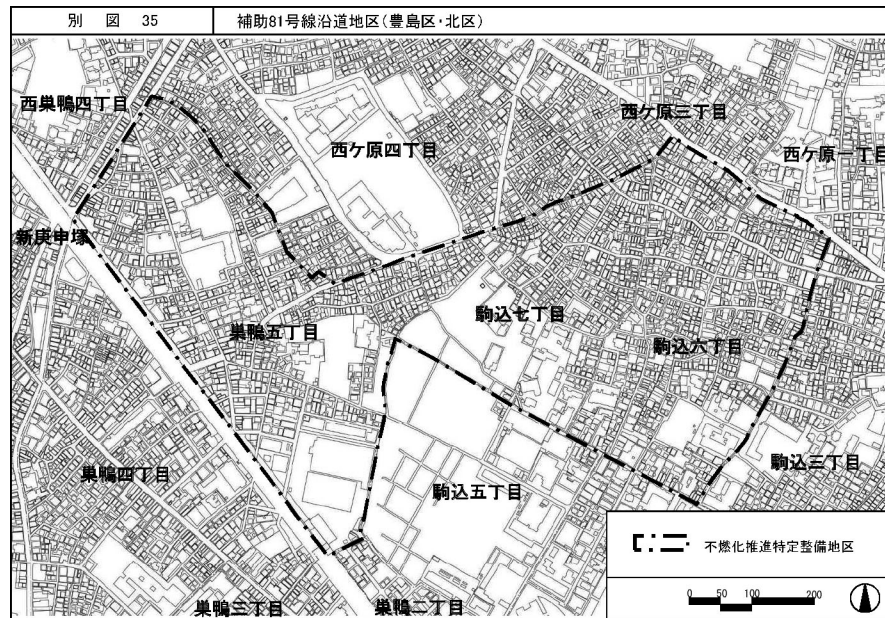 別 図 35
補助81号線沿道地区(豊島区・北区)
西巣鴨四丁目
西ケ原三丁目
西ケ原四丁目
西ケ原一丁目
新庚申塚
巣鴨五丁目
駒込七丁目
駒込六丁目
巣鴨四丁目
駒込五丁目
駒込三丁目
不燃化推進特定整備地区
巣鴨三丁目
巣鴨二丁目
0 50 100 200